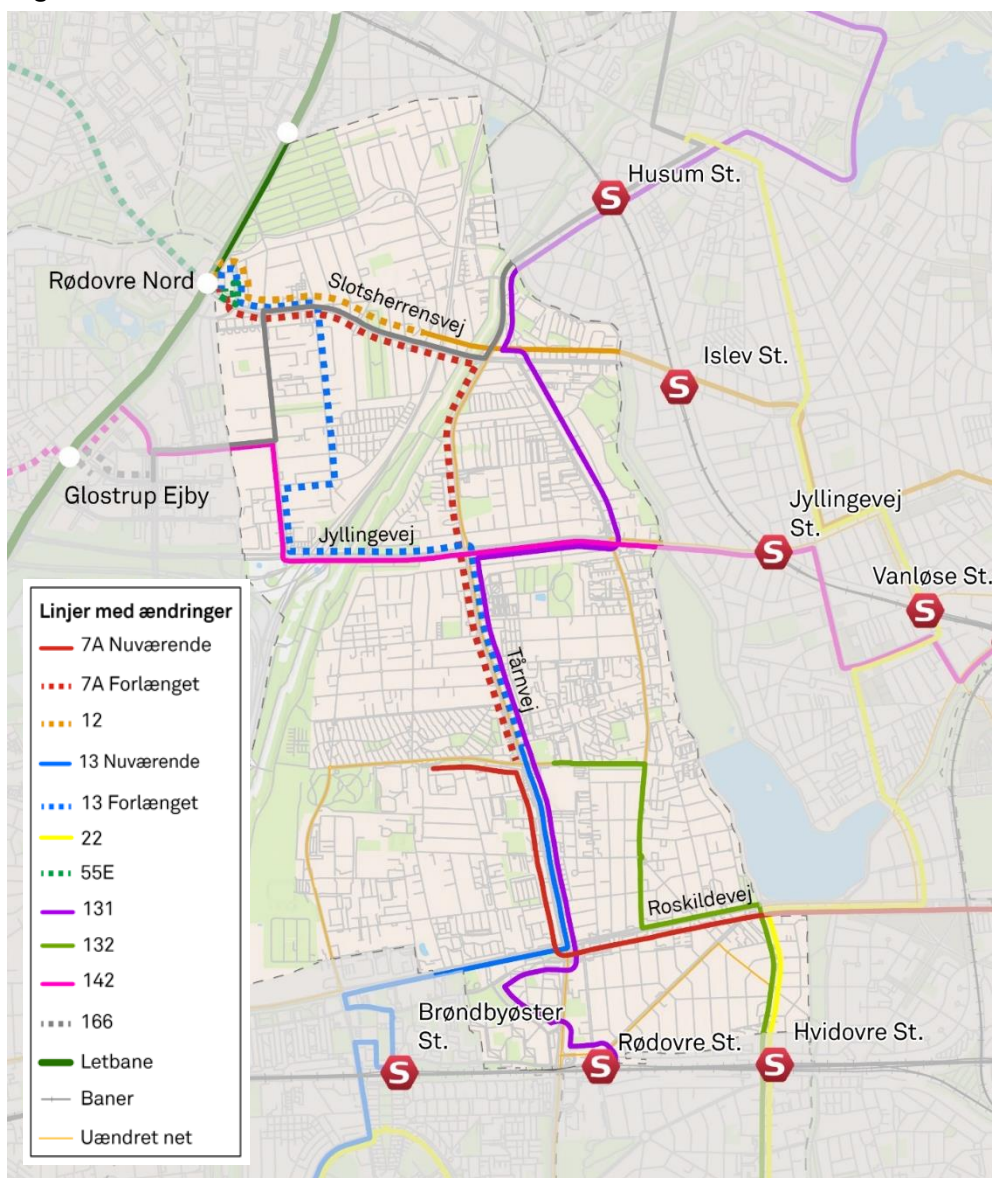 Husum St.
Rødovre Nord
Slotsherrensvej
Islev St.
Glostrup Ejby
Jyllingevej
St.
Jyllingevej
Vanløse St.
Tårnvej
Linjer med ændringer
7A Nuværende
7A Forlænget
12
13 Nuværende
13 Forlænget
22
55E
131
132
142
166
Letbane
Baner
Uændret net
Roskildevej
Brøndbyøster
St.
Rødovre St.
Hvidovre St.
S
S
S
S
S
S
S